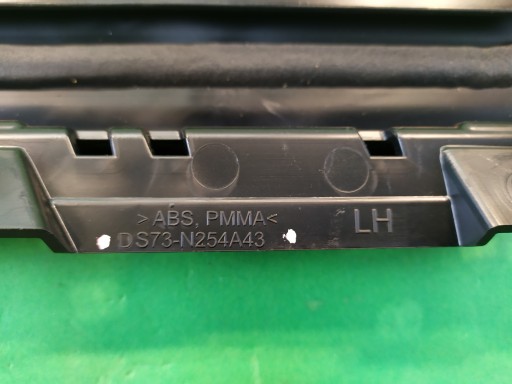 >ABS, PMMA<
DS73-N254A43
LH